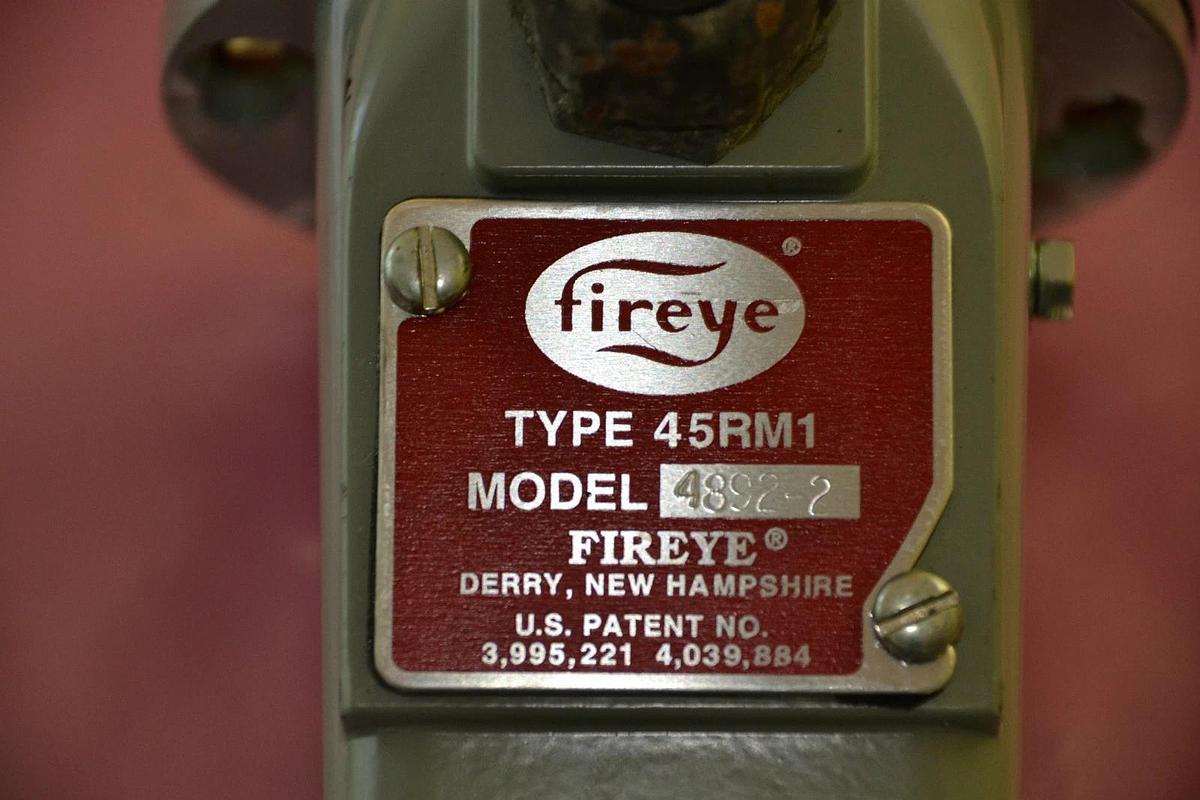 fireye ®
TYPE 45RM1
MODEL 4892-2
FIREYE ®
DERRY, NEW HAMPSHIRE
U.S. PATENT NO.
3,995,221 4,039,884